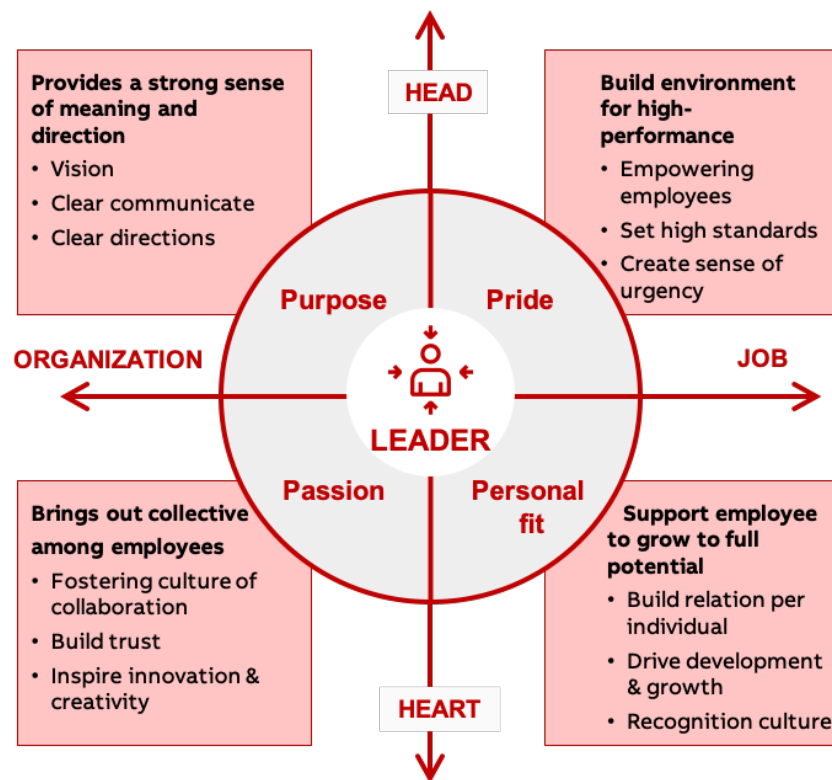 HEAD
Provides a strong sense
of meaning and
direction
• Vision
• Clear communicate
• Clear directions
Build environment
for high-
performance
• Empowering
employees
• Set high standards
• Create sense of
urgency
Purpose
Pride
ORGANIZATION
JOB
LEADER
Passion
Personal
fit
Brings out collective
among employees
• Fostering culture of
collaboration
• Build trust
• Inspire innovation &
creativity
Support employee
to grow to full
potential
• Build relation per
individual
• Drive development
& growth
• Recognition culture
HEART